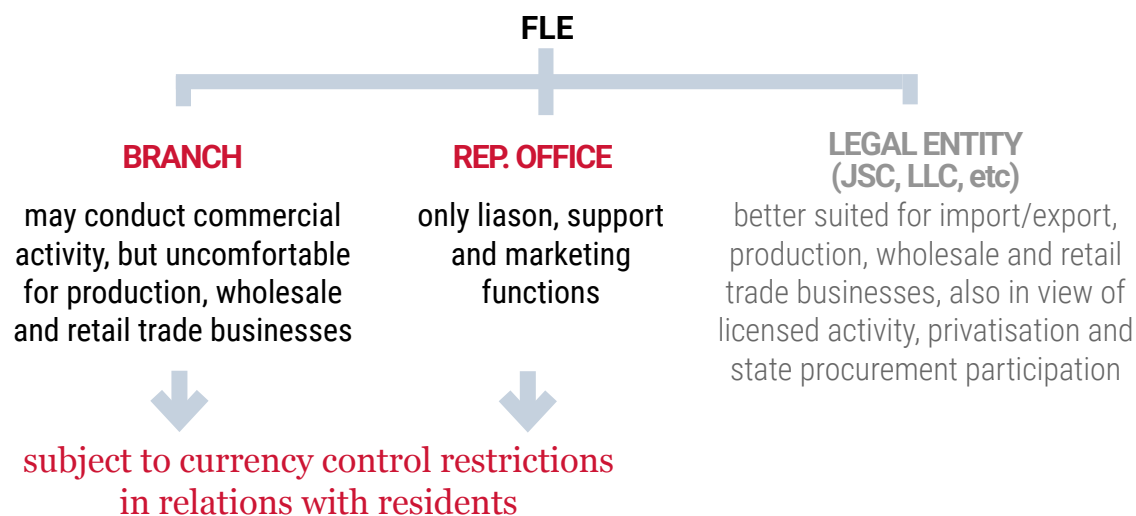 FLE
BRANCH
may conduct commercial
activity, but uncomfortable
for production, wholesale
and retail trade businesses
REP. OFFICE
only liason, support
and marketing
functions
LEGAL ENTITY
(JSC, LLC, etc)
better suited for import/export,
production, wholesale and retail
trade businesses, also in view of
licensed activity, privatisation and
state procurement participation
subject to currency control restrictions
in relations with residents